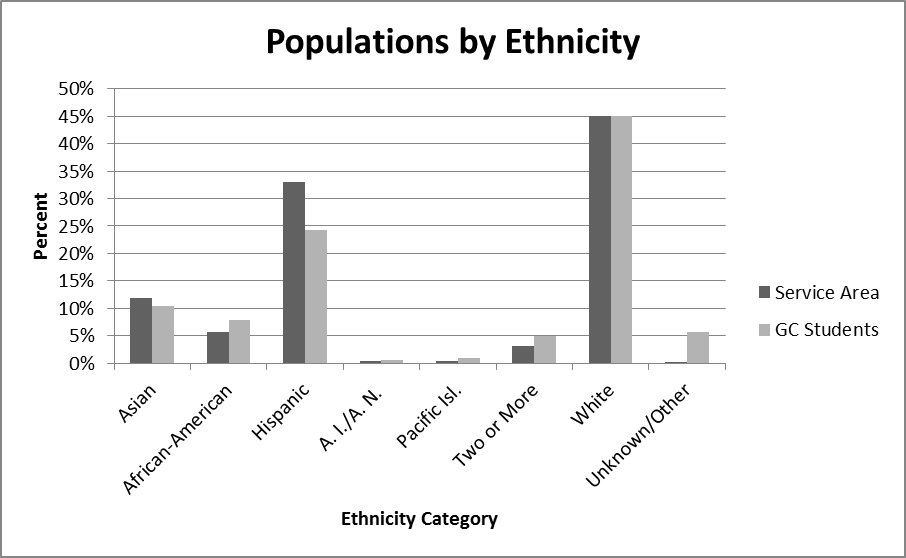 Populations by Ethnicity
50%
45%
40%
35%
30%
25%
20%
15%
10%
5%
0%
Percent
Asian
African-American
Hispanic
A. I./A. N.
Pacific Isl.
Two or More
White
Unknown/Other
Ethnicity Category
Service Area
GC Students